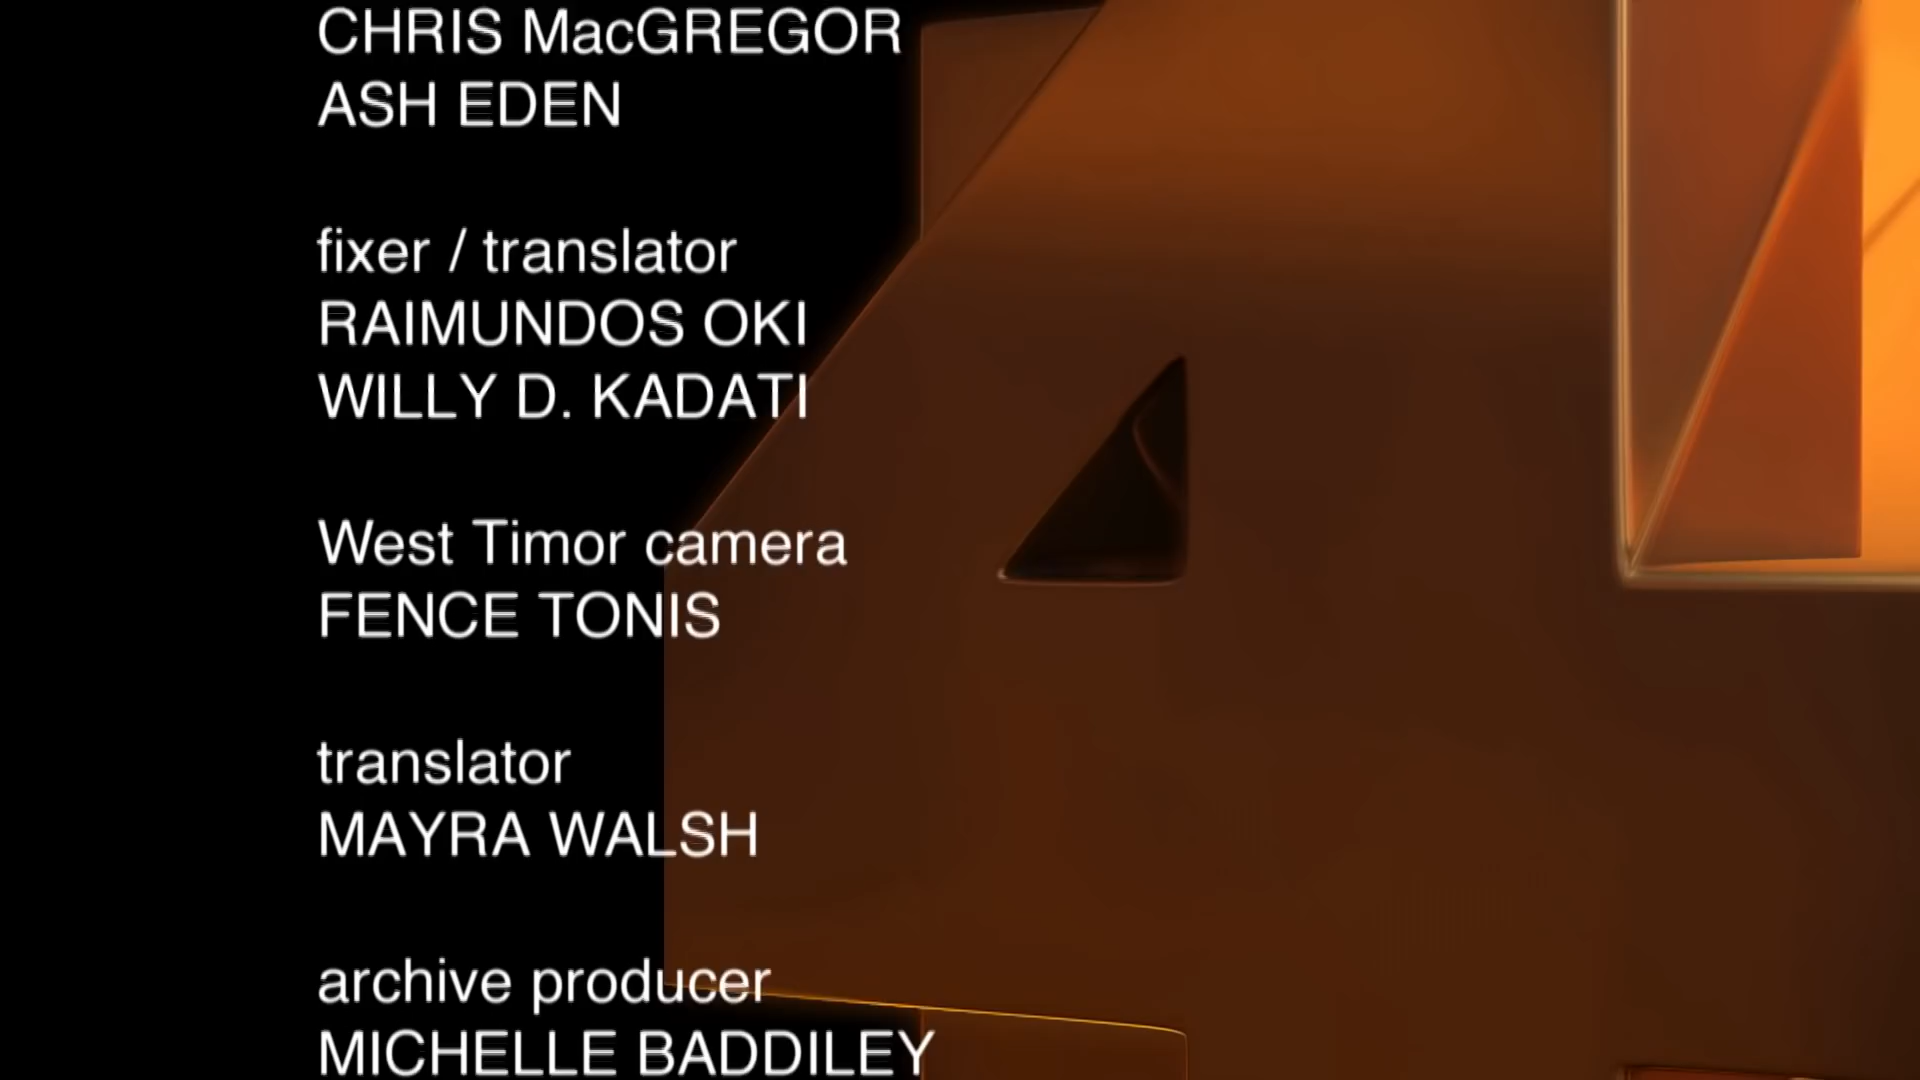 CHRIS MacGREGOR
ASH EDEN
fixer / translator
RAIMUNDOS OKI
WILLY D. KADATI
West Timor camera
FENCE TONIS
translator
MAYRA WALSH
archive producer
MICHELLE BADDILEY